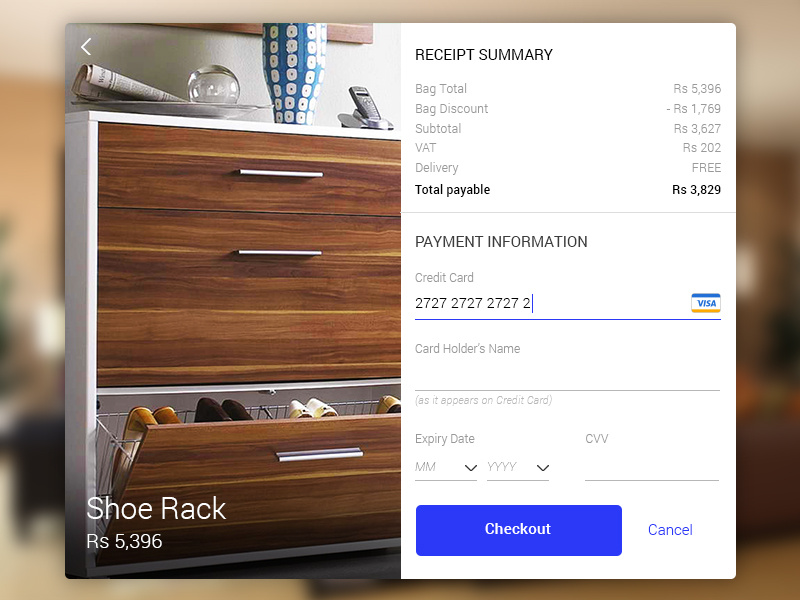 RECEIPT SUMMARY
Bag Total Rs 5,396
Bag Discount - Rs 1,769
Subtotal Rs 3,627
VAT Rs 202
Delivery FREE
Total payable Rs 3,829
PAYMENT INFORMATION
Credit Card
2727 2727 2727 2
VISA
Card Holder's Name
(as it appears on Credit Card)
Expiry Date CVV
MM YYYY
Checkout Cancel
Shoe Rack
Rs 5,396